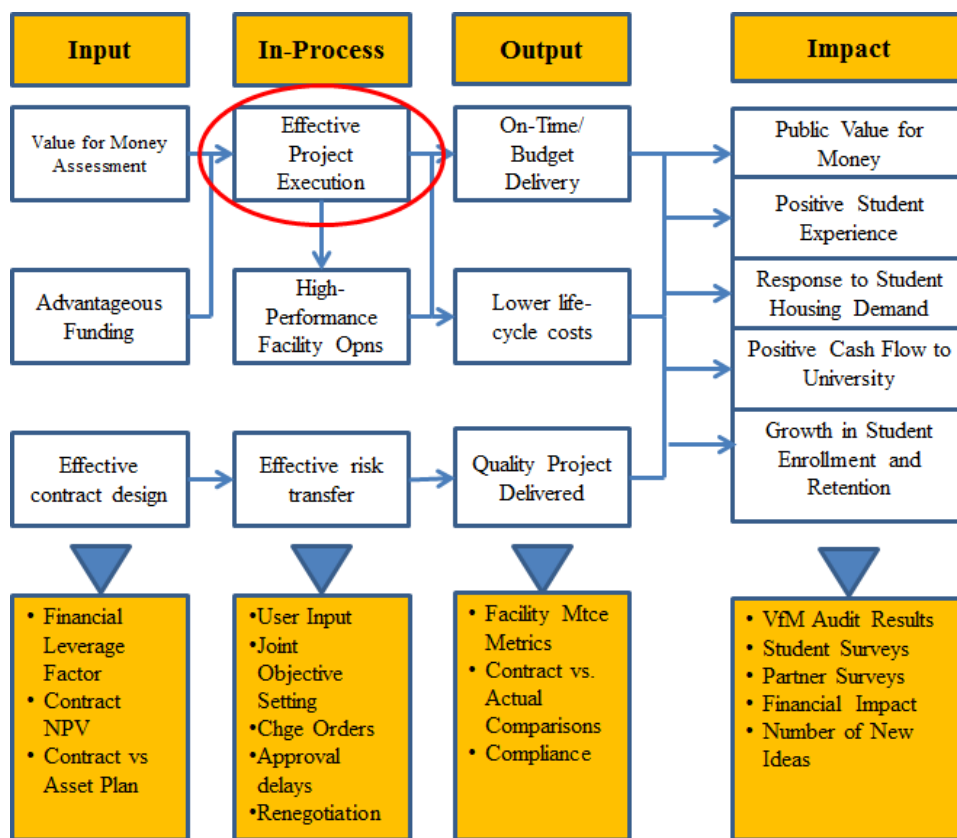 Input
In-Process
Output
Impact
Value for Money
Assessment
Effective
Project
Execution
On-Time/
Budget
Delivery
Public Value for
Money
Positive Student
Experience
Advantageous
Funding
High-
Performance
Facility Opns
Lower life-
cycle costs
Response to Student
Housing Demand
Positive Cash Flow to
University
Effective
contract design
Effective risk
transfer
Quality Project
Delivered
Growth in Student
Enrollment and
Retention
• Financial
Leverage
Factor
• Contract
NPV
• Contract vs
Asset Plan
•User Input
•Joint
Objective
Setting
•Chge Orders
•Approval
delays
•Renegotiation
• Facility Mtce
Metrics
• Contract vs.
Actual
Comparisons
• Compliance
• VfM Audit Results
• Student Surveys
• Partner Surveys
• Financial Impact
• Number of New
Ideas